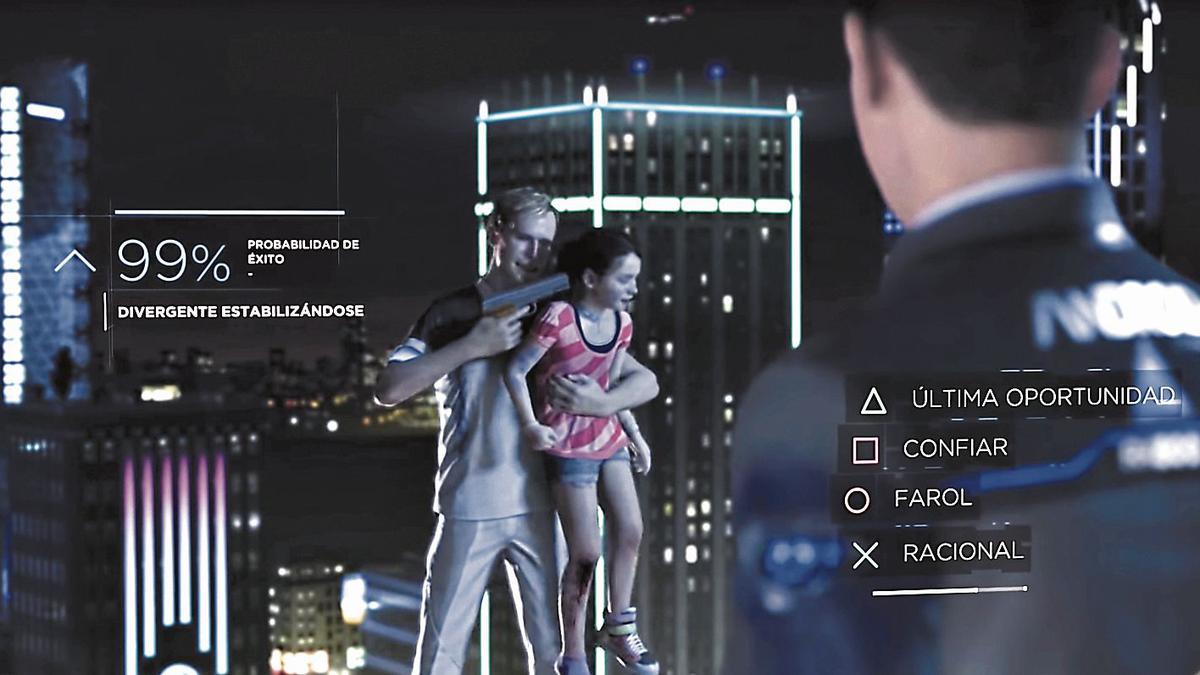 99%
PROBABILIDAD DE
ÉXITO
DIVERGENTE ESTABILIZÁNDOSE
ÚLTIMA OPORTUNIDAD
CONFIAR
FAROL
RACIONAL